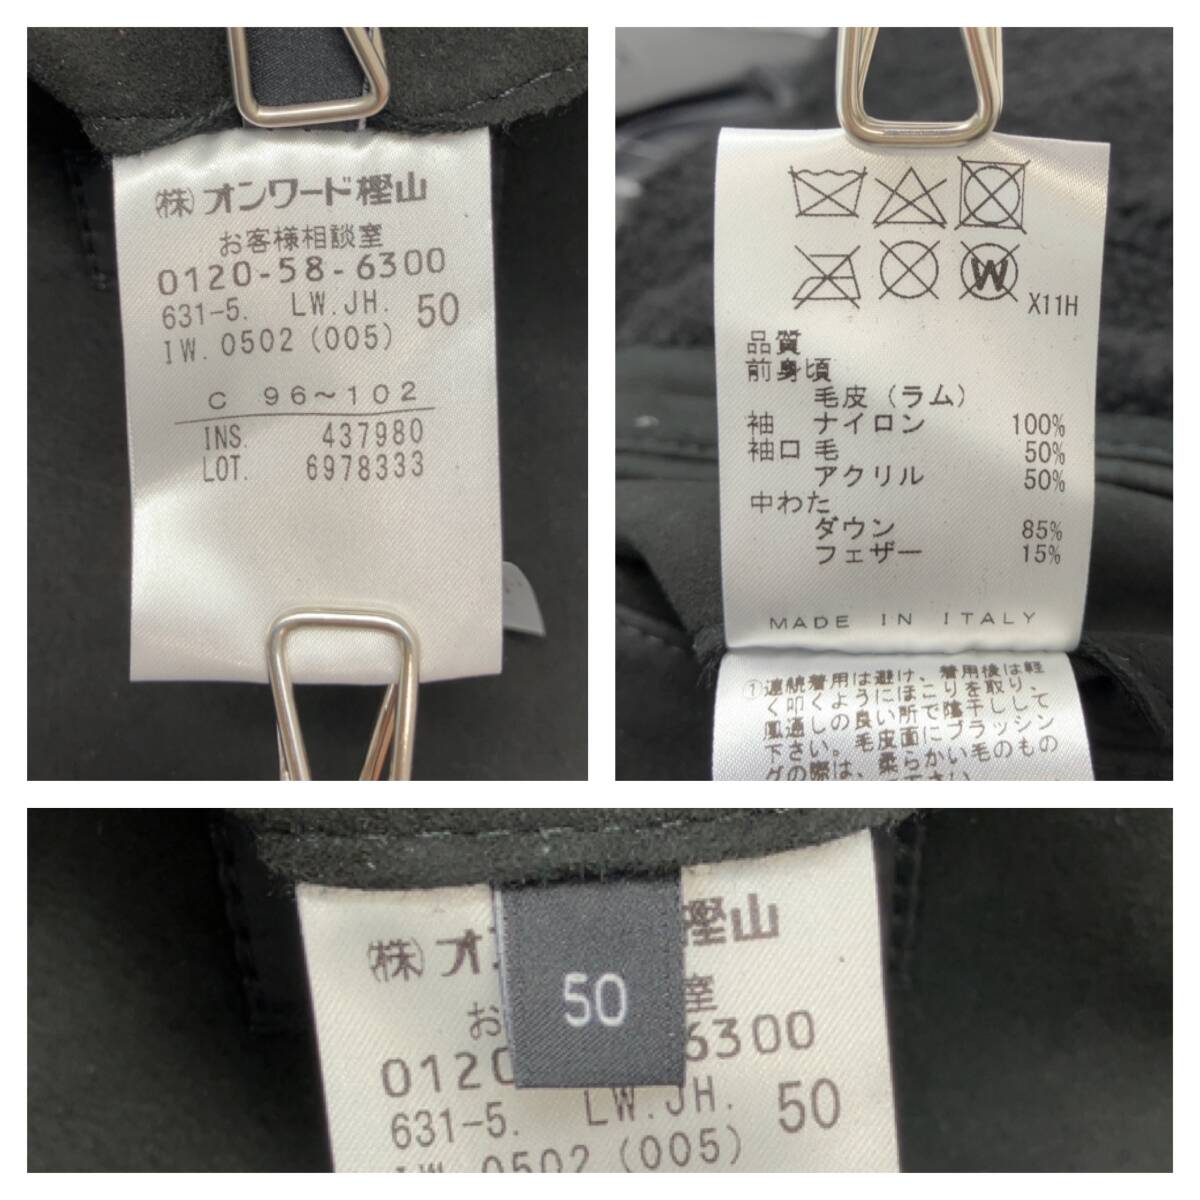 ㈱オンワード樫山
お客様相談室
0120-58-6300
631-5. LW.JH. 50
IW. 0502 (005)
C 96~102
INS. 437980
LOT. 6978333
W
X11H
品質
前身頃
毛皮(ラム)
袖 ナイロン 100%
袖口 毛 50%
アクリル 50%
中わた
ダウン 85%
フェザー 15%
MADE IN ITALY
①連続着用は避け、着用後は軽
く叩くようにほこりを取り、
風通しの良い所で陰干しして
下さい。毛皮面にブラッシン
グの際は、柔らかい毛のもの
㈱オ 樫山
お 室
0120 6300
50
631-5. LW.JH. 50
IW. 0502 (005)